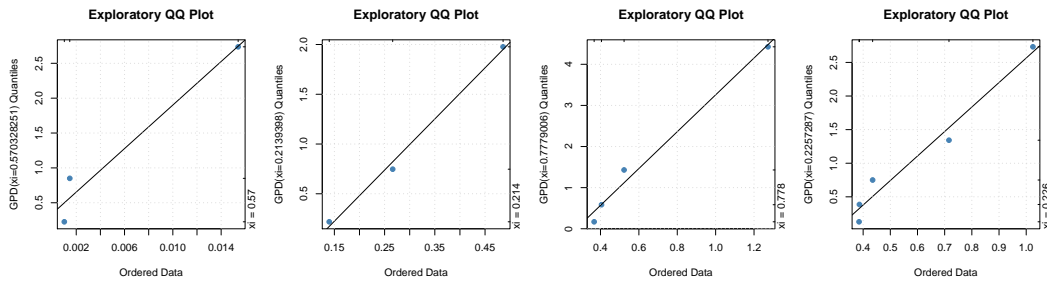 Exploratory QQ Plot
GPD(xi=0.570328251) Quantiles
2.5
2.0
1.5
1.0
0.5
0.002
0.006
0.010
0.014
xi = 0.57
Ordered Data
Exploratory QQ Plot
GPD(xi=0.2139398) Quantiles
2.0
1.5
1.0
0.5
0.15
0.25
0.35
0.45
xi = 0.214
Ordered Data
Exploratory QQ Plot
GPD(xi=0.7779006) Quantiles
4
3
2
1
0
0.4
0.6
0.8
1.0
1.2
xi = 0.778
Ordered Data
Exploratory QQ Plot
GPD(xi=0.2257287) Quantiles
2.5
2.0
1.5
1.0
0.5
0.4
0.5
0.6
0.7
0.8
0.9
1.0
xi = 0.226
Ordered Data